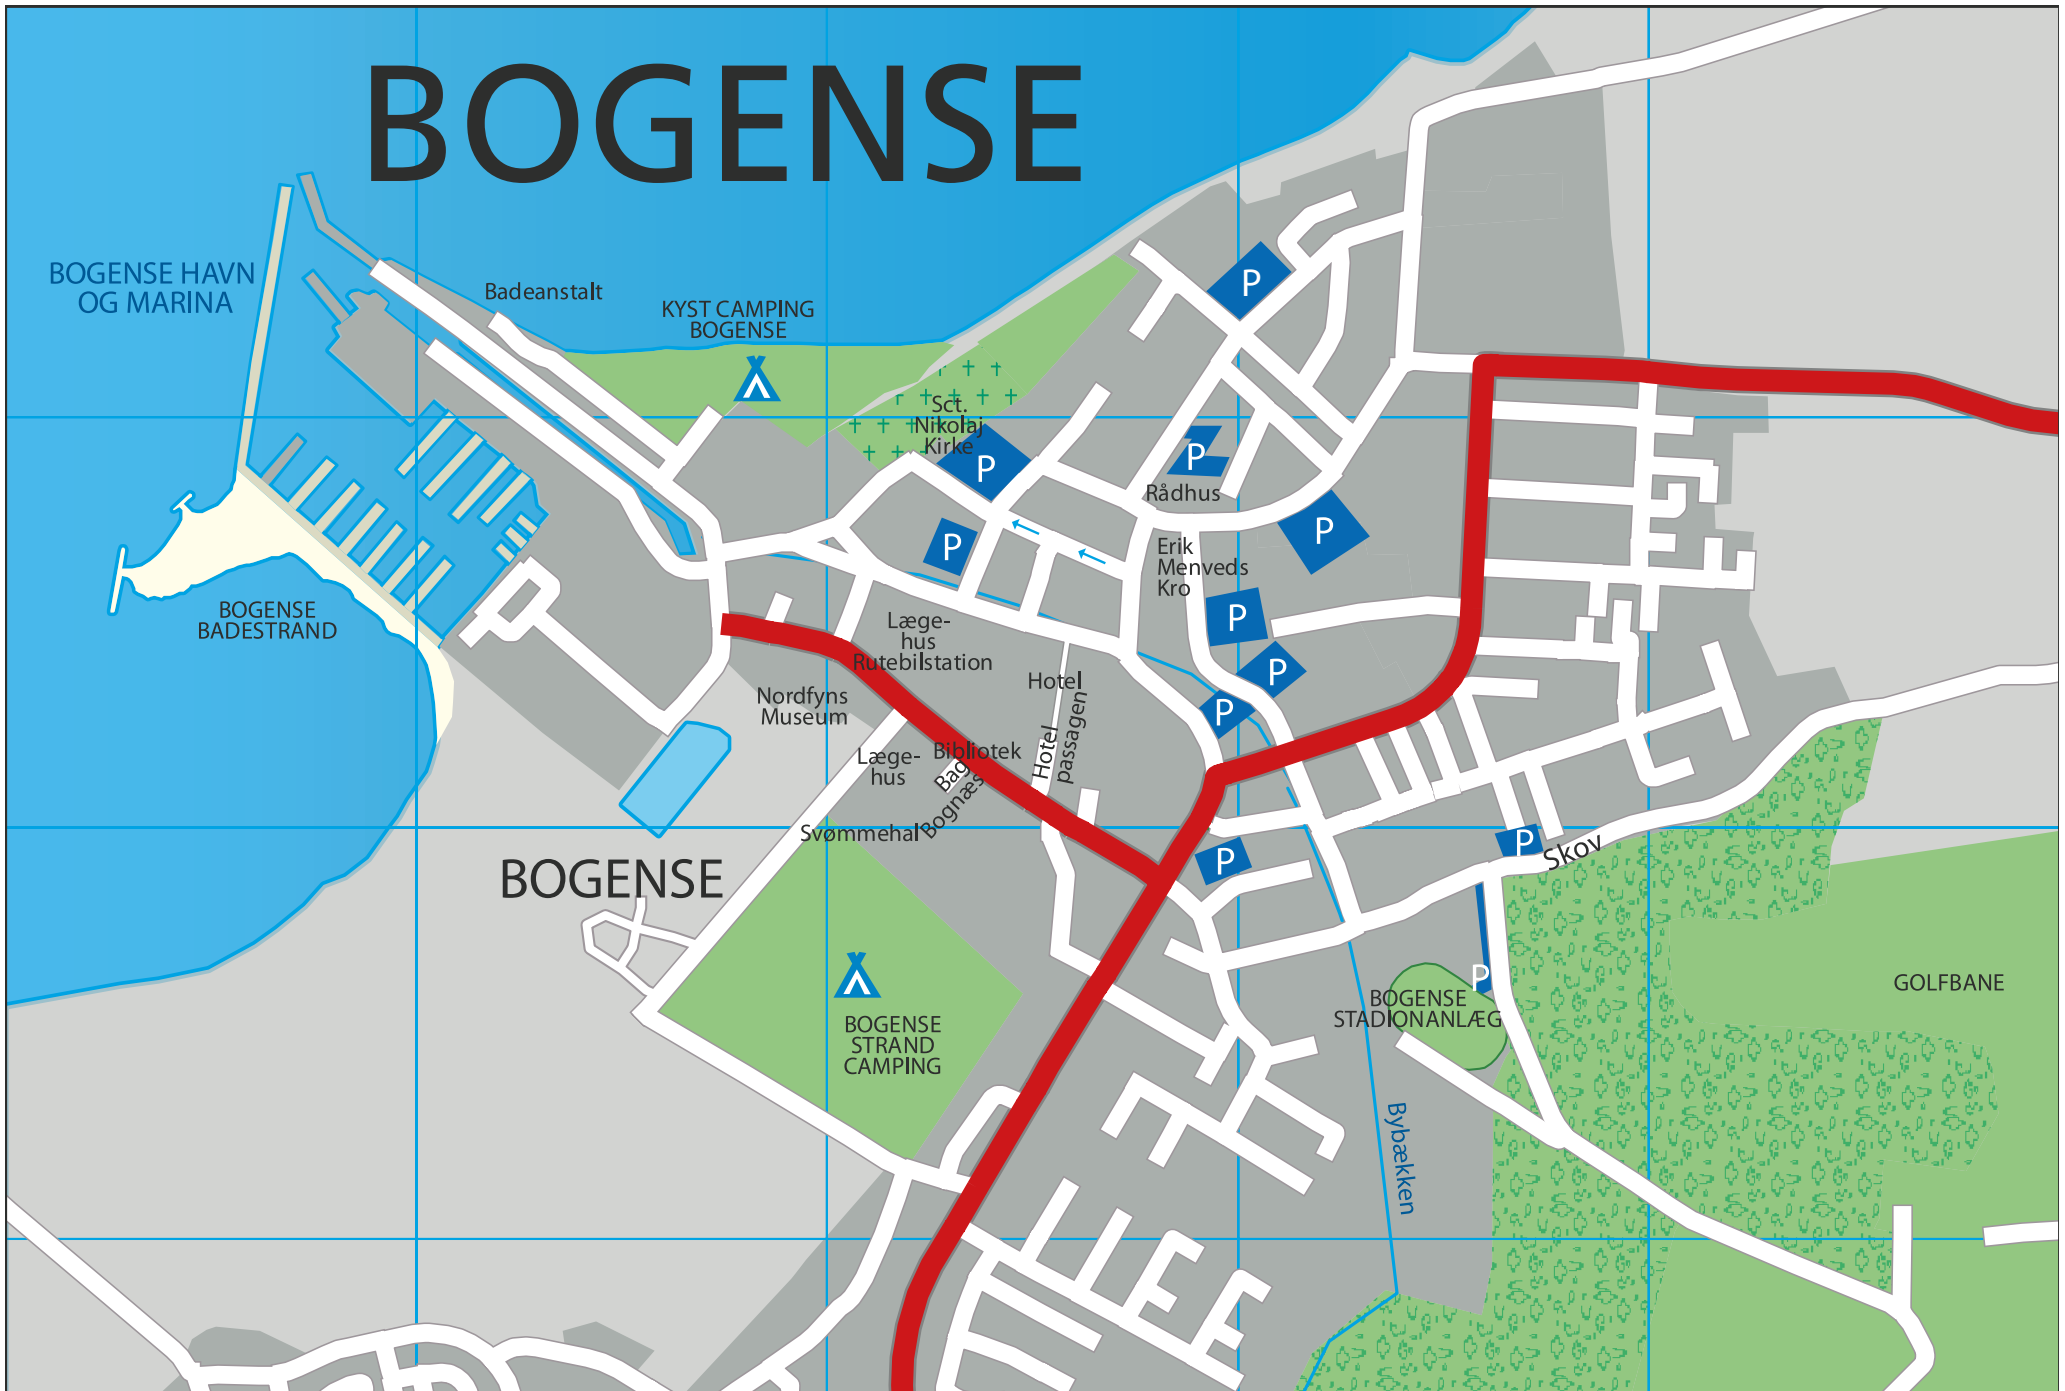 BOGENSE
BOGENSE HAVN
OG MARINA
Badeanstalt
KYST CAMPING
BOGENSE
P
Sct.
Nikolaj
Kirke
P
P
Rådhus
P
P
Erik
Menveds
Kro
BOGENSE
BADESTRAND
P
Læge-
hus
Rutebilstation
P
Hotel
Nordfyns
Museum
P
Hotel
passagen
Bibliotek
Læge-
hus
Bag
Bognæs
Svømmehal
P
Skov
P
BOGENSE
P
GOLFBANE
BOGENSE
STADIONANLÆG
BOGENSE
STRAND
CAMPING
Bybækken